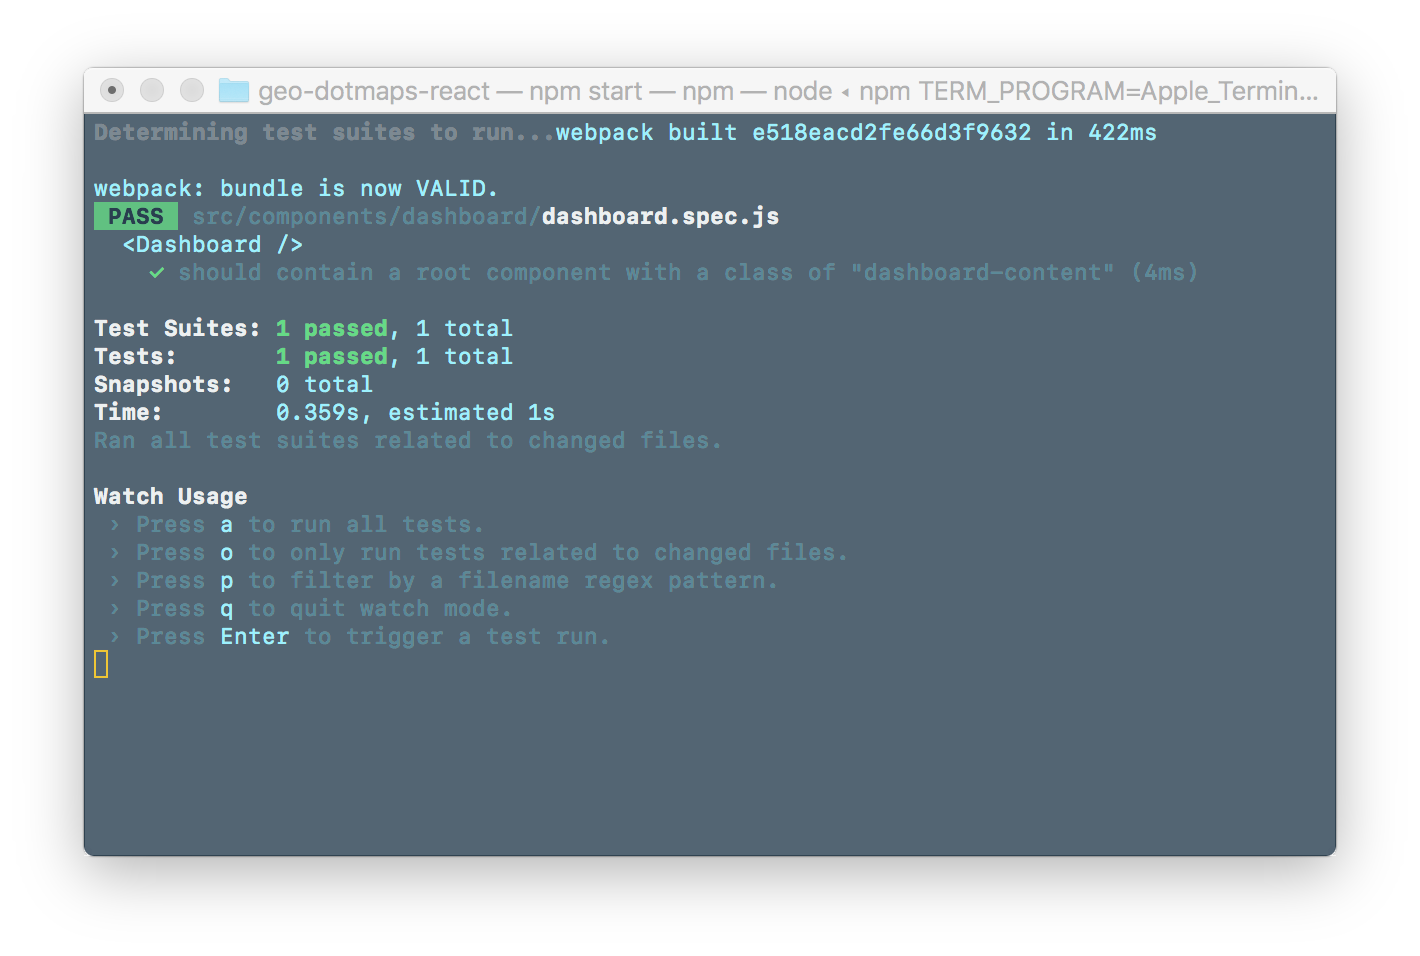 geo-dotmaps-react — npm start — npm — node ◂ npm TERM_PROGRAM=Apple_Termin...
Determining test suites to run...webpack built e518eacd2fe66d3f9632 in 422ms
webpack: bundle is now VALID.
PASS src/components/dashboard/dashboard.spec.js
<Dashboard />
✓ should contain a root component with a class of "dashboard-content" (4ms)
Test Suites: 1 passed, 1 total
Tests: 1 passed, 1 total
Snapshots: 0 total
Time: 0.359s, estimated 1s
Ran all test suites related to changed files.
Watch Usage
› Press a to run all tests.
› Press o to only run tests related to changed files.
› Press p to filter by a filename regex pattern.
› Press q to quit watch mode.
› Press Enter to trigger a test run.